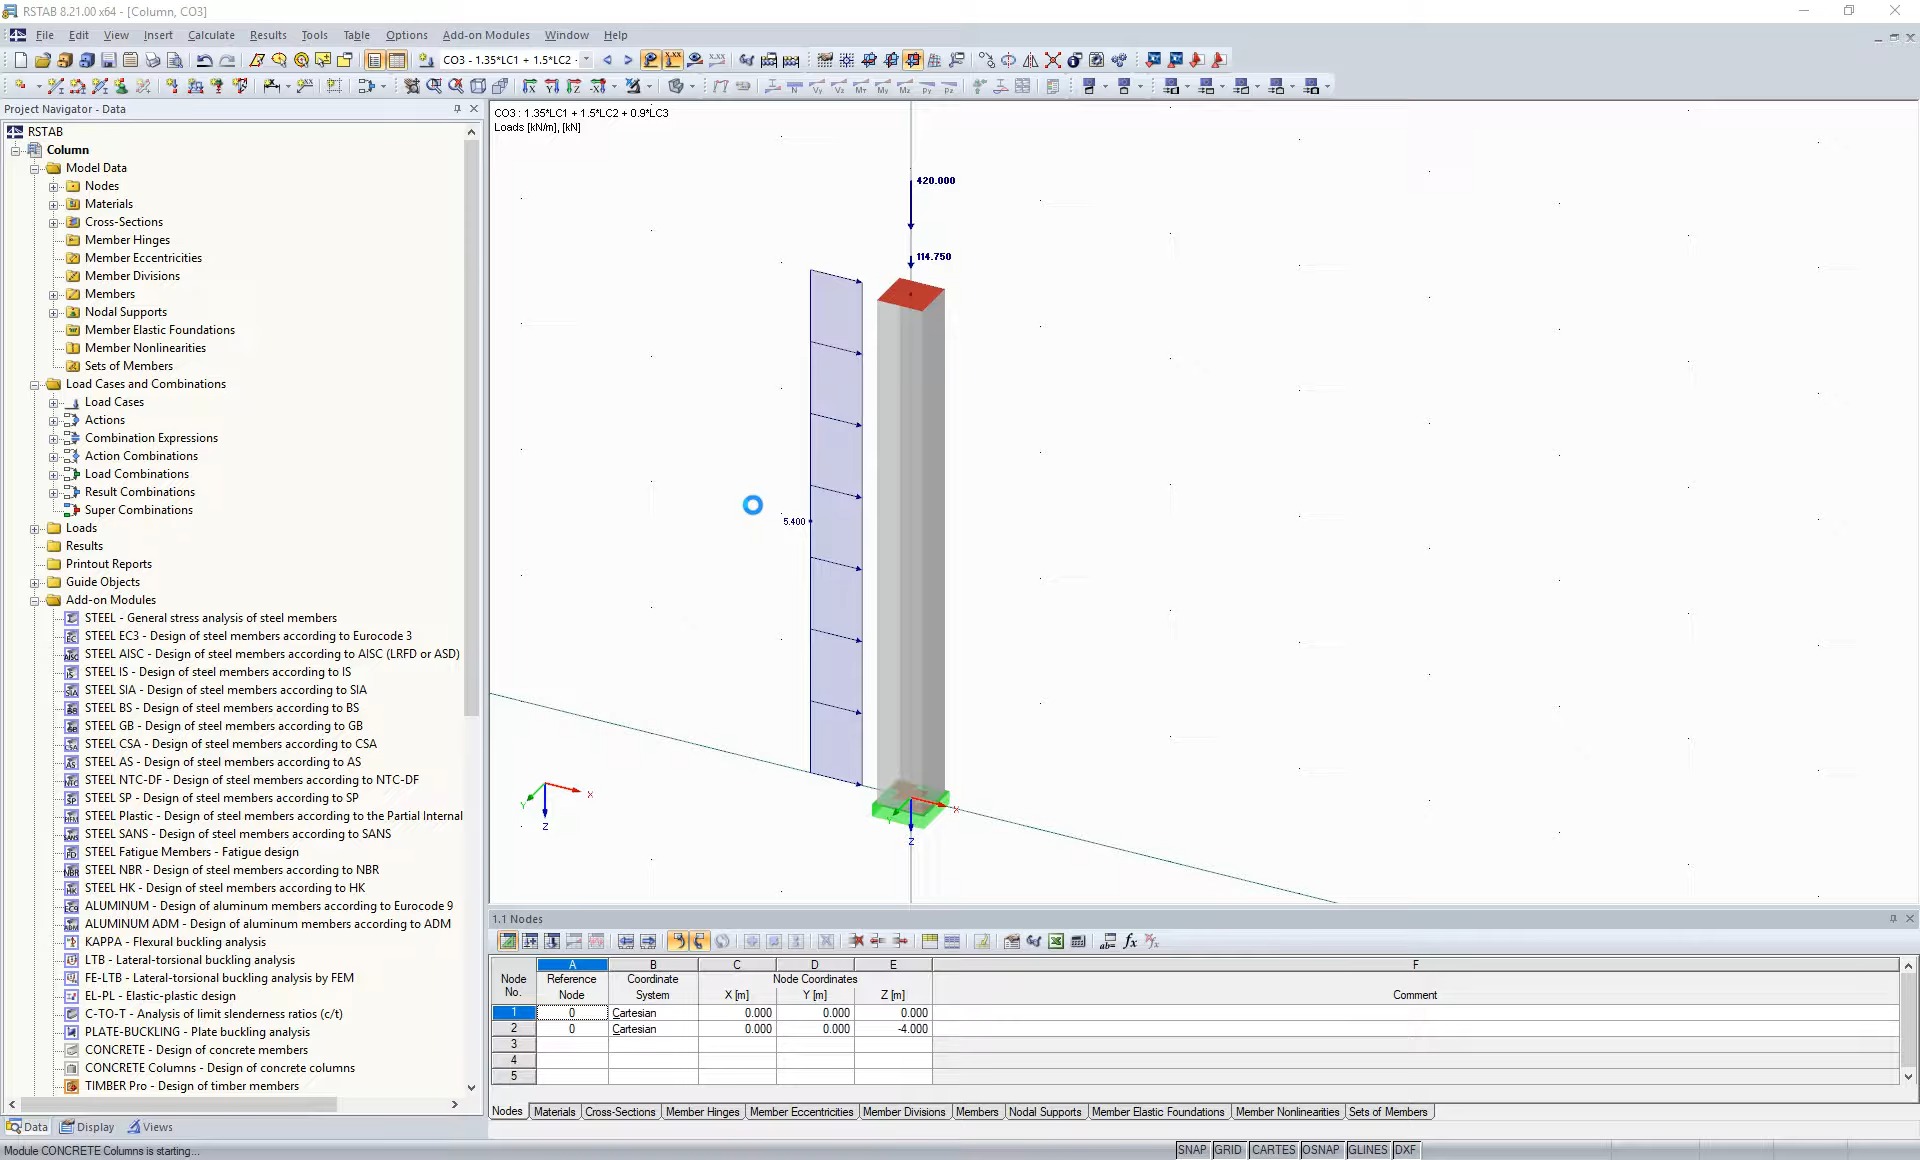 RSTAB 8.21.00 x64 - [Column, CO3]
File Edit View Insert Calculate Results Tools Table Options Add-on Modules Window Help
CO3 - 1.35*LC1 + 1.5*LC2 -
Project Navigator - Data
RSTAB
Column
Model Data
Nodes
Materials
Cross-Sections
Member Hinges
Member Eccentricities
Member Divisions
Members
Nodal Supports
Member Elastic Foundations
Member Nonlinearities
Sets of Members
Load Cases and Combinations
Load Cases
Actions
Combination Expressions
Action Combinations
Load Combinations
Result Combinations
Super Combinations
Loads
Results
Printout Reports
Guide Objects
Add-on Modules
STEEL - General stress analysis of steel members
STEEL EC3 - Design of steel members according to Eurocode 3
STEEL AISC - Design of steel members according to AISC (LRFD or ASD)
STEEL IS - Design of steel members according to IS
STEEL SIA - Design of steel members according to SIA
STEEL BS - Design of steel members according to BS
STEEL GB - Design of steel members according to GB
STEEL CSA - Design of steel members according to CSA
STEEL AS - Design of steel members according to AS
STEEL NTC-DF - Design of steel members according to NTC-DF
STEEL SP - Design of steel members according to SP
STEEL Plastic - Design of steel members according to the Partial Internal
STEEL SANS - Design of steel members according to SANS
STEEL Fatigue Members - Fatigue design
STEEL NBR - Design of steel members according to NBR
STEEL HK - Design of steel members according to HK
ALUMINUM - Design of aluminum members according to Eurocode 9
ALUMINUM ADM - Design of aluminum members according to ADM
KAPPA - Flexural buckling analysis
LTB - Lateral-torsional buckling analysis
FE-LTB - Lateral-torsional buckling analysis by FEM
EL-PL - Elastic-plastic design
C-TO-T - Analysis of limit slenderness ratios (c/t)
PLATE-BUCKLING - Plate buckling analysis
CONCRETE - Design of concrete members
CONCRETE Columns - Design of concrete columns
TIMBER Pro - Design of timber members
Data Display Views
CO3 : 1.35*LC1 + 1.5*LC2 + 0.9*LC3
Loads [kN/m], [kN]
420.000
114.750
5.400
X
Y
Z
X
Y
Z
1.1 Nodes
A B C D E F
Node Reference Coordinate Node Coordinates
No. Node System X [m] Y [m] Z [m] Comment
1 0 Cartesian 0.000 0.000 0.000
2 0 Cartesian 0.000 0.000 -4.000
3
4
5
Nodes Materials Cross-Sections Member Hinges Member Eccentricities Member Divisions Members Nodal Supports Member Elastic Foundations Member Nonlinearities Sets of Members
Module CONCRETE Columns is starting...
SNAP GRID CARTES OSNAP GLINES DXF